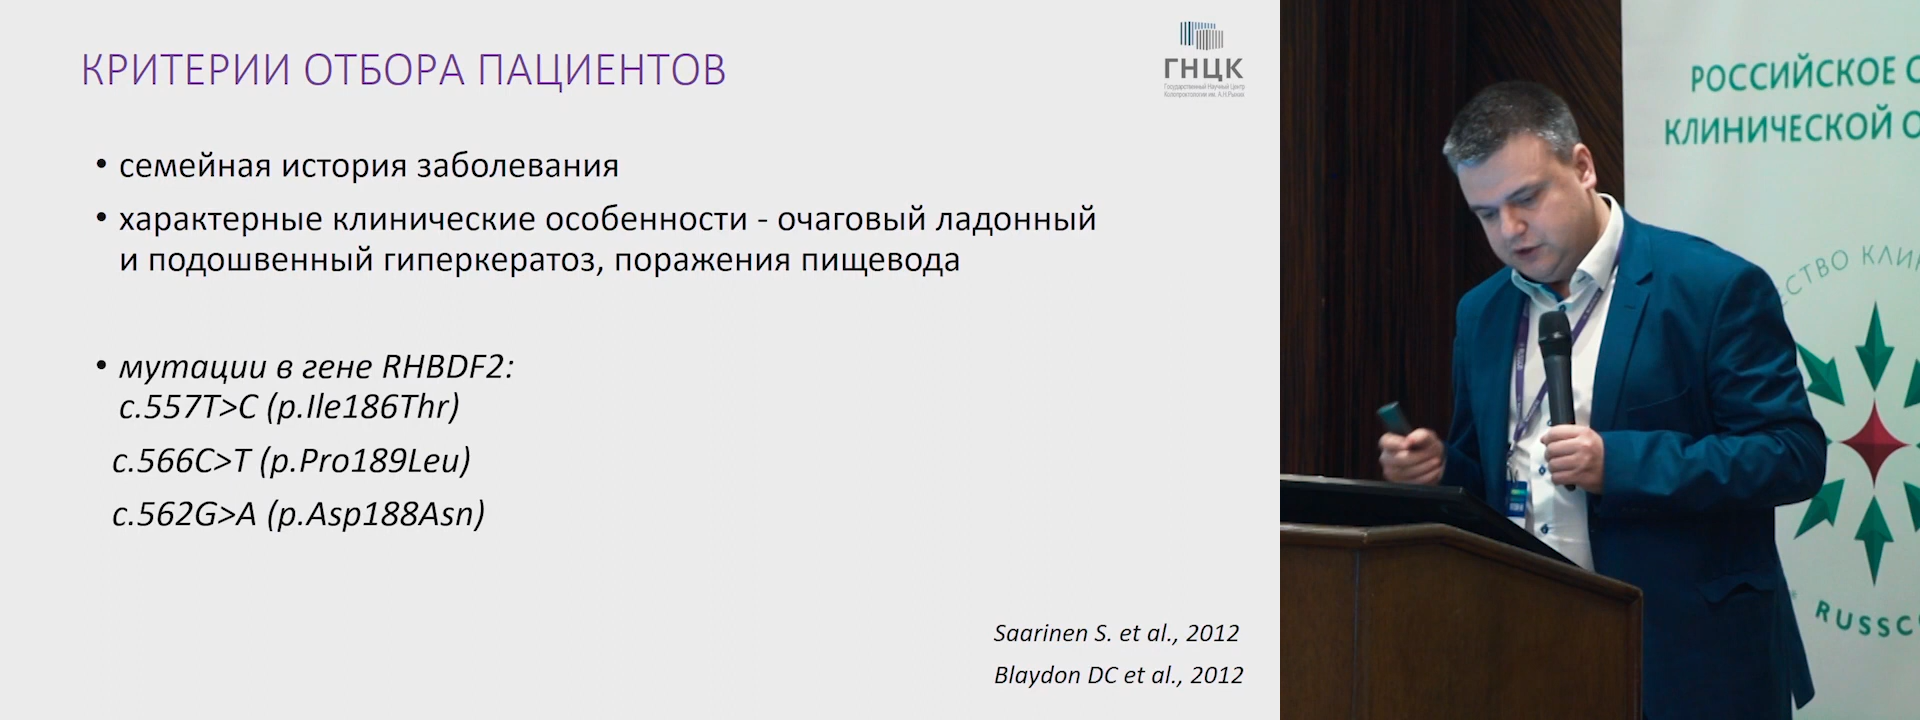 КРИТЕРИИ ОТБОРА ПАЦИЕНТОВ
ГНЦК
Государственный Научный Центр
Колопроктологии им. А.Н.Рыжих
• семейная история заболевания
• характерные клинические особенности - очаговый ладонный
и подошвенный гиперкератоз, поражения пищевода
• мутации в гене RHBDF2:
c.557T>C (p.Ile186Thr)
c.566C>T (p.Pro189Leu)
c.562G>A (p.Asp188Asn)
Saarinen S. et al., 2012
Blaydon DC et al., 2012
РОССИЙСКОЕ С
КЛИНИЧЕСКОЙ О
ЕСТВО КЛИН
RUSSC